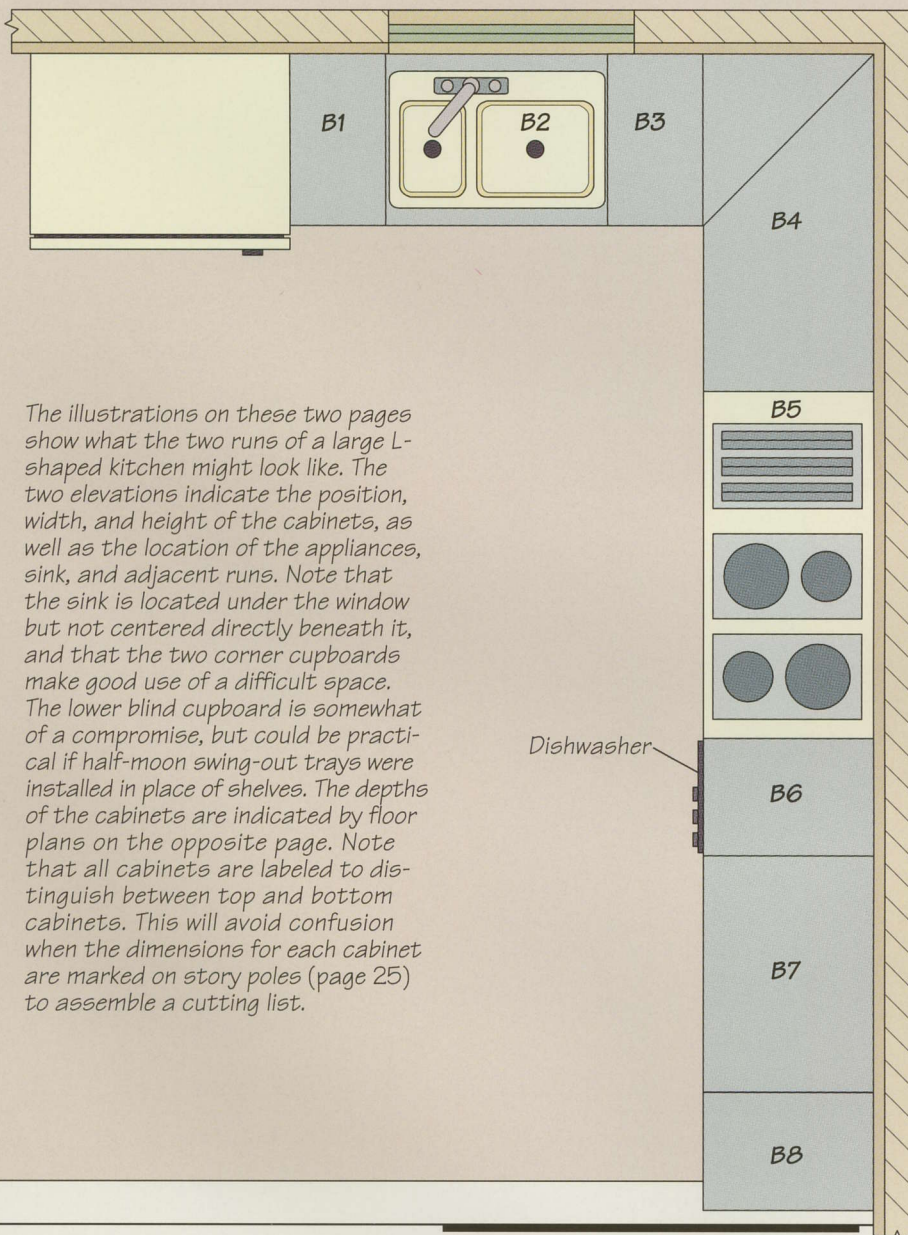 B1
B2
B3
B4
B5
The illustrations on these two pages
show what the two runs of a large L-
shaped kitchen might look like. The
two elevations indicate the position,
width, and height of the cabinets, as
well as the location of the appliances,
sink, and adjacent runs. Note that
the sink is located under the window
but not centered directly beneath it,
and that the two corner cupboards
make good use of a difficult space.
The lower blind cupboard is somewhat
of a compromise, but could be practi-
cal if half-moon swing-out trays were
installed in place of shelves. The depths
of the cabinets are indicated by floor
plans on the opposite page. Note
that all cabinets are labeled to dis-
tinguish between top and bottom
cabinets. This will avoid confusion
when the dimensions for each cabinet
are marked on story poles (page 25)
to assemble a cutting list.
Dishwasher
B6
B7
B8